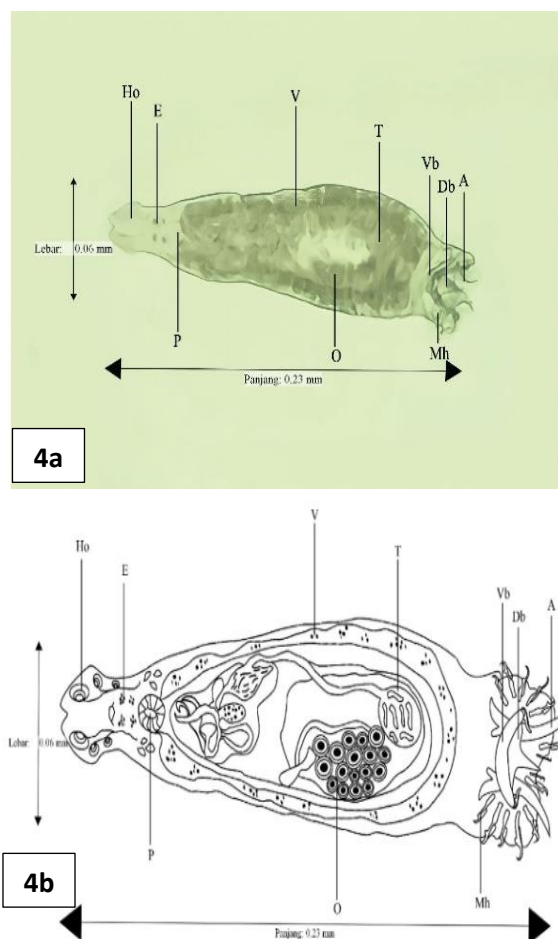 Ho
E
V
T
Vb
Db
A
Lebar: 0.06 mm
P
O
Mh
Panjang: 0.23 mm
4a
Ho
E
V
T
Vb
Db
A
Lebar: 0.06 mm
P
O
Mh
Panjang: 0.23 mm
4b